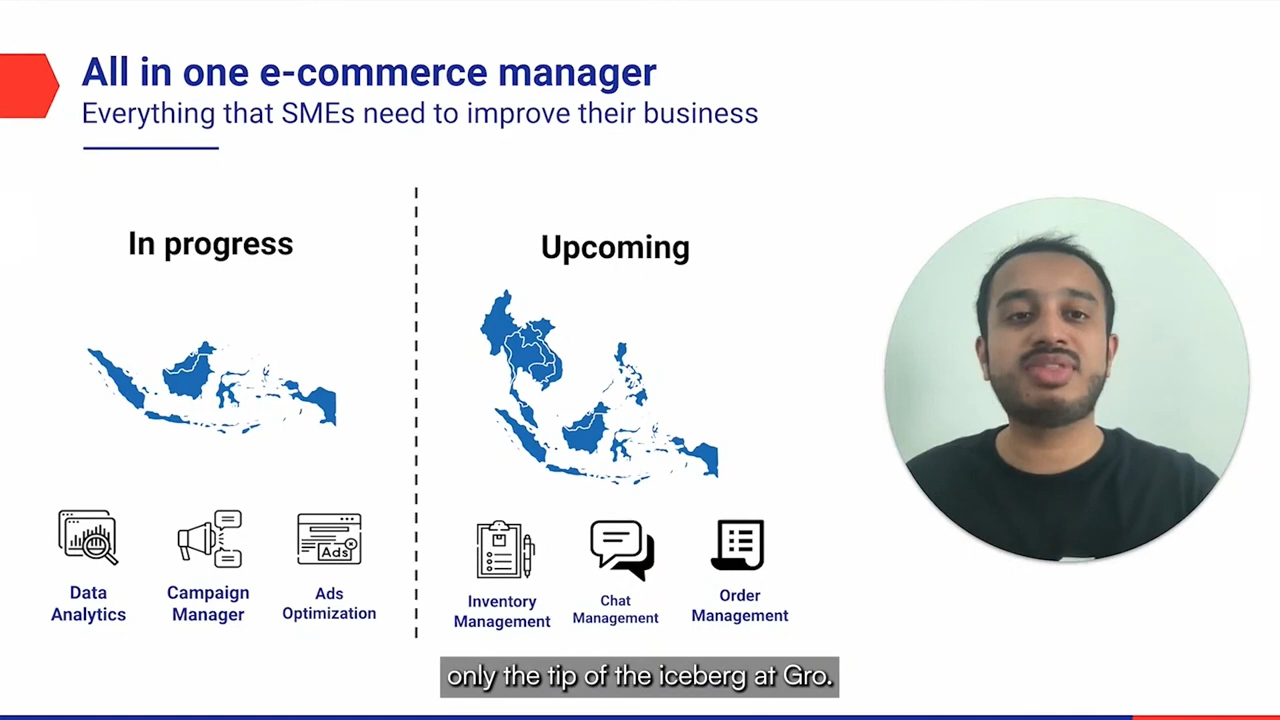 All in one e-commerce manager
Everything that SMEs need to improve their business
In progress
Upcoming
Ads
Data
Analytics
Campaign
Manager
Ads
Optimization
Inventory
Management
Chat
Management
Order
Management
only the tip of the iceberg at Gro.